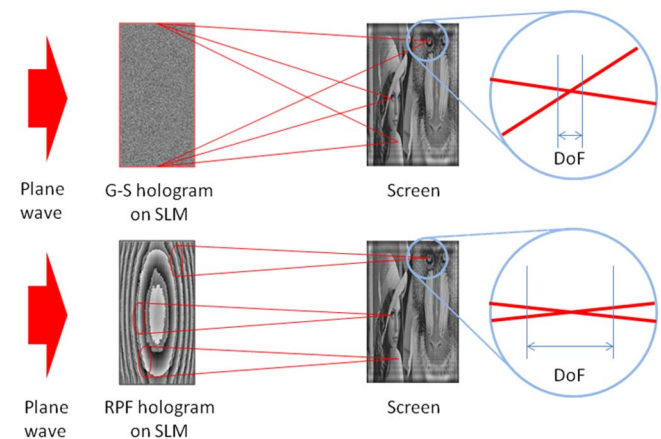 DoF
Plane
wave
G-S hologram
on SLM
Screen
DoF
Plane
wave
RPF hologram
on SLM
Screen